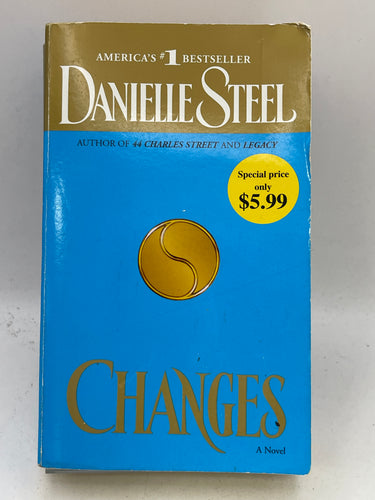 AMERICA'S #1 BESTSELLER
DANIELLE STEEL
AUTHOR OF 44 CHARLES STREET AND LEGACY
Special price
only
$5.99
CHANGES
A Novel